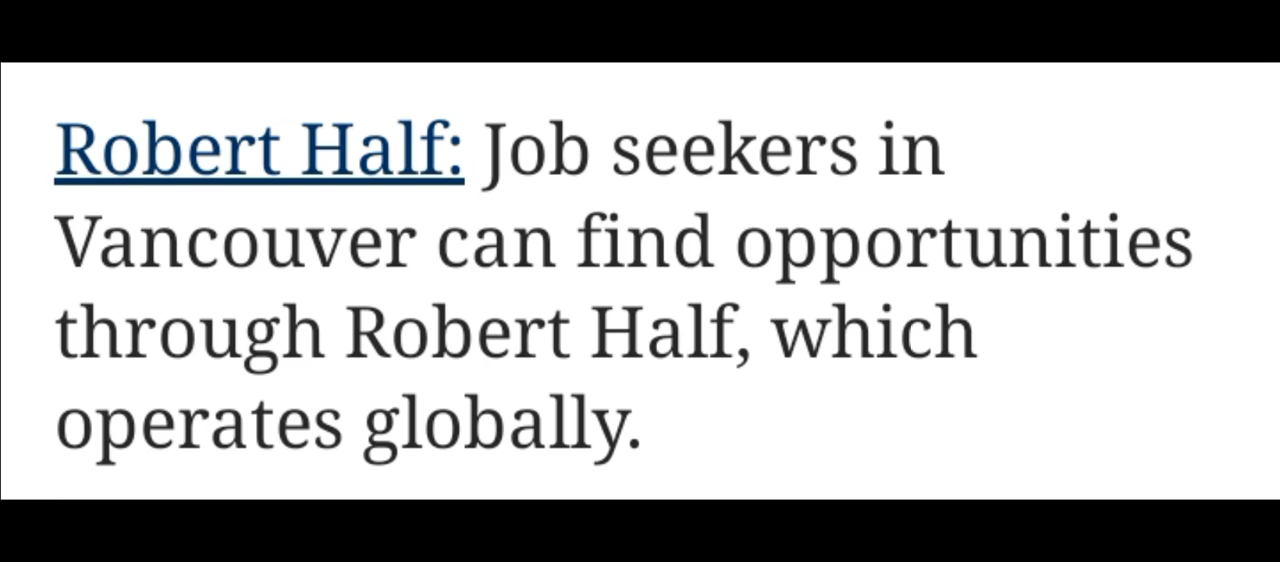 Robert Half: Job seekers in
Vancouver can find opportunities
through Robert Half, which
operates globally.